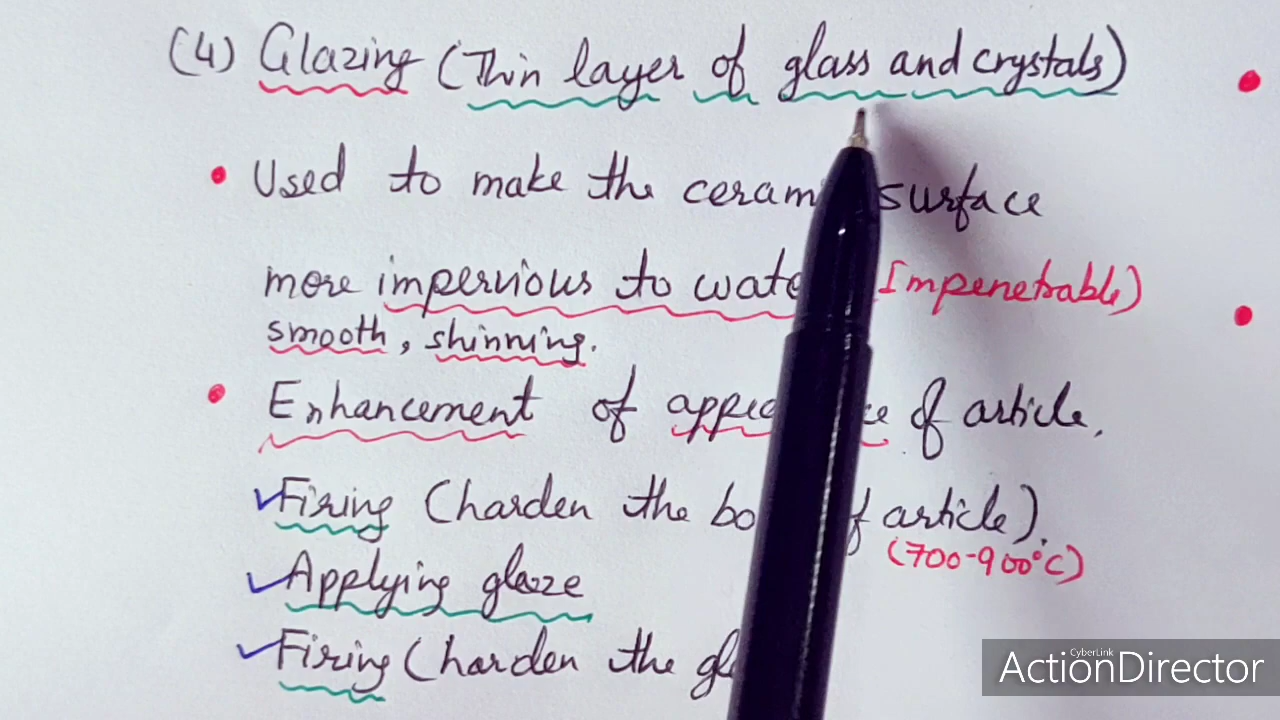 (4) Glazing (Thin layer of glass and crystals)
• Used to make the ceram surface
more impervious to wate (Impenetrable)
smooth, shinning.
• Enhancement of appea ce of article.
✓Firing (harden the bo of article).
(700-900°C)
✓Applying glaze
✓Firing (harden the gl
CyberLink
ActionDirector